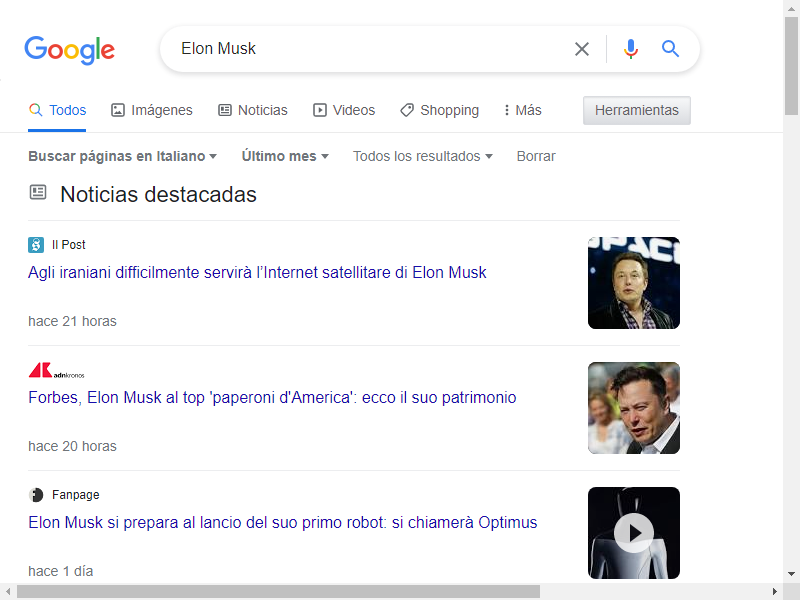 Google
Elon Musk
Todos
Imágenes
Noticias
Videos
Shopping
Más
Herramientas
Buscar páginas en Italiano
Último mes
Todos los resultados
Borrar
Noticias destacadas
Il Post
Agli iraniani difficilmente servirà l’Internet satellitare di Elon Musk
hace 21 horas
adnkronos
Forbes, Elon Musk al top 'paperoni d'America': ecco il suo patrimonio
hace 20 horas
Fanpage
Elon Musk si prepara al lancio del suo primo robot: si chiamerà Optimus
hace 1 día